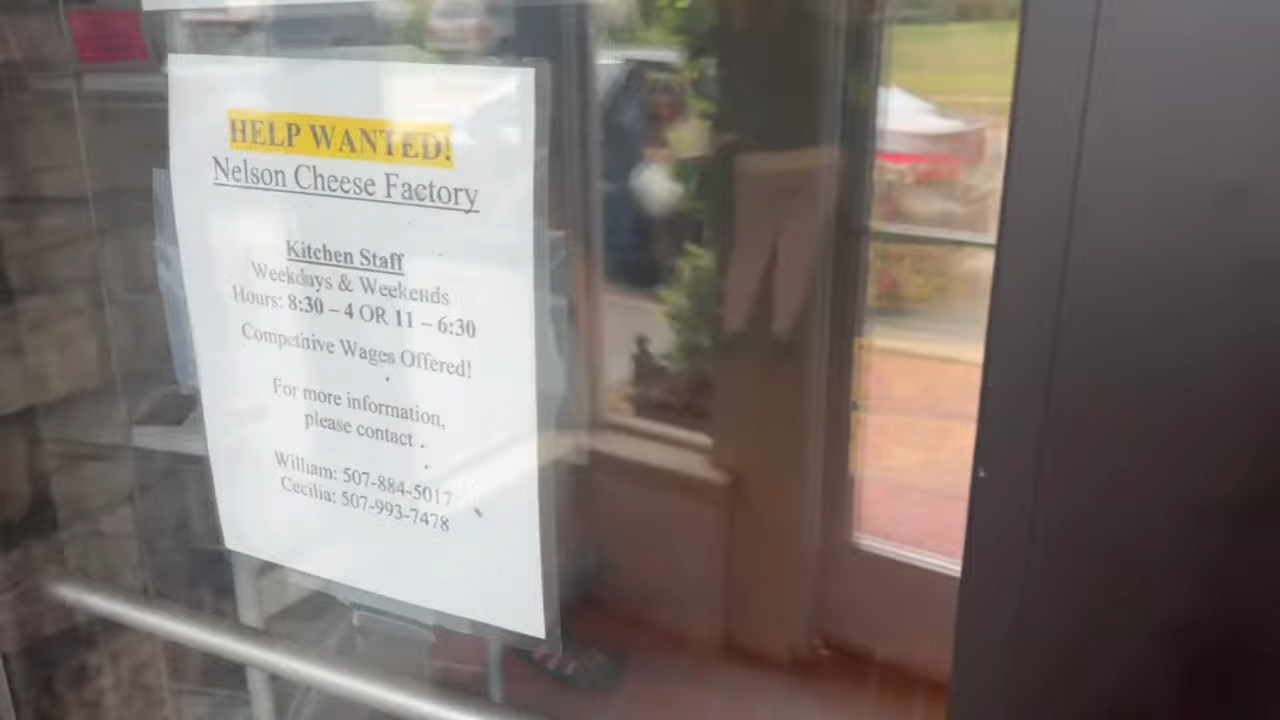 HELP WANTED!
Nelson Cheese Factory
Kitchen Staff
Weekdays & Weekends
Hours: 8:30 – 4 OR 11 – 6:30
Competitive Wages Offered!
For more information,
please contact
William: 507-884-5017
Cecilia: 507-993-7478